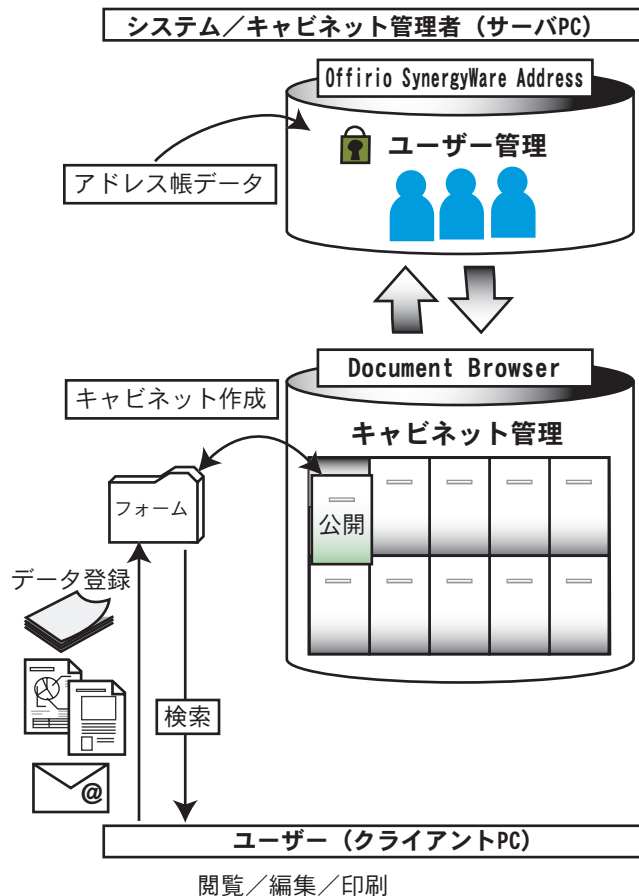 システム／キャビネット管理者（サーバPC）
Offirio SynergyWare Address
ユーザー管理
アドレス帳データ
Document Browser
キャビネット作成
キャビネット管理
フォーム
公開
データ登録
検索
@
ユーザー（クライアントPC）
閲覧／編集／印刷